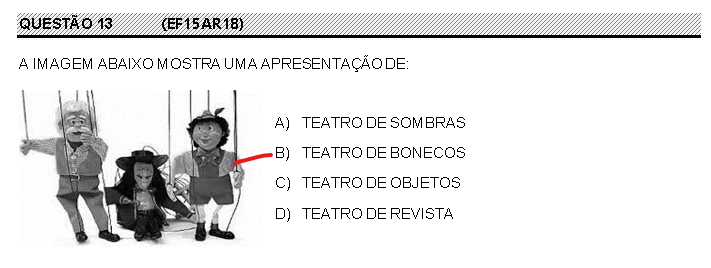 QUESTÃO 13 (EF15AR18)
A IMAGEM ABAIXO MOSTRA UMA APRESENTAÇÃO DE:
A) TEATRO DE SOMBRAS
B) TEATRO DE BONECOS
C) TEATRO DE OBJETOS
D) TEATRO DE REVISTA